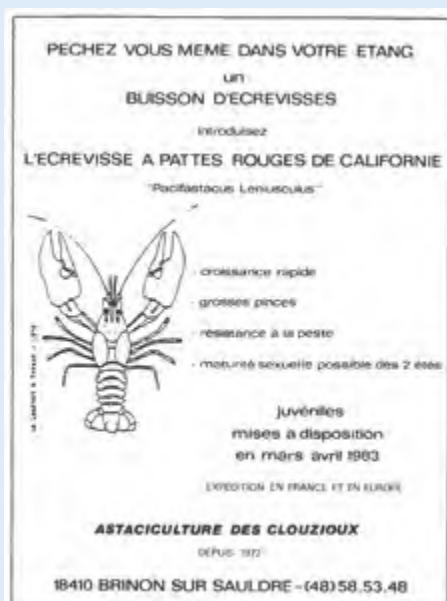 PECHEZ VOUS MEME DANS VOTRE ETANG
un
BUISSON D'ECREVISSES
introduisez
L'ECREVISSE A PATTES ROUGES DE CALIFORNIE
"Pacifastacus Leniusculus"
- croissance rapide
- grosses pinces
- résistance à la peste
- maturité sexuelle possible des 2 étés
juvéniles
mises a disposition
en mars avril 1983
EXPEDITION EN FRANCE ET EN EUROPE
ASTACICULTURE DES CLOUZIOUX
DEPUIS 1972
18410 BRINON SUR SAULDRE - (48) 58.53.48